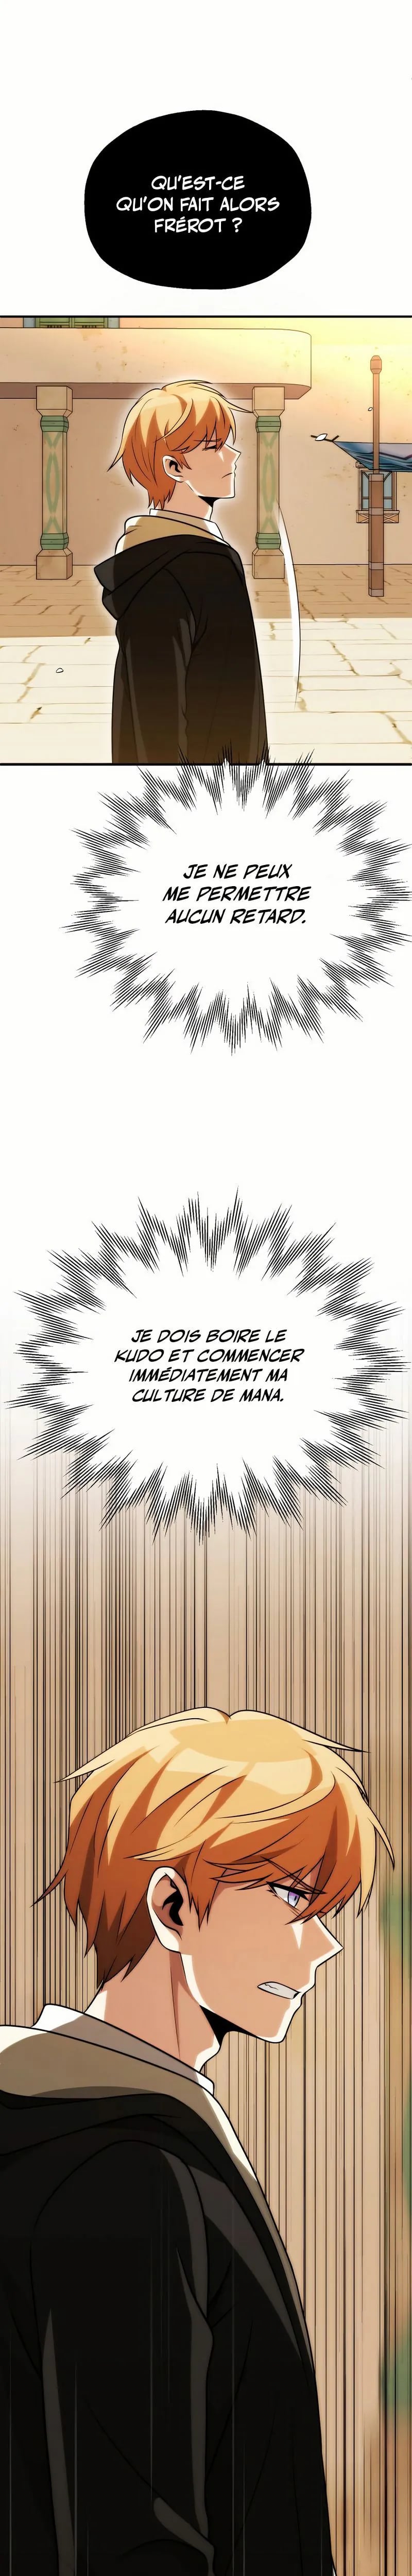 QU'EST-CE
QU'ON FAIT ALORS
FRÉROT ?
JE NE PEUX
ME PERMETTRE
AUCUN RETARD.
JE DOIS BOIRE LE
KUDO ET COMMENCER
IMMÉDIATEMENT MA
CULTURE DE MANA.